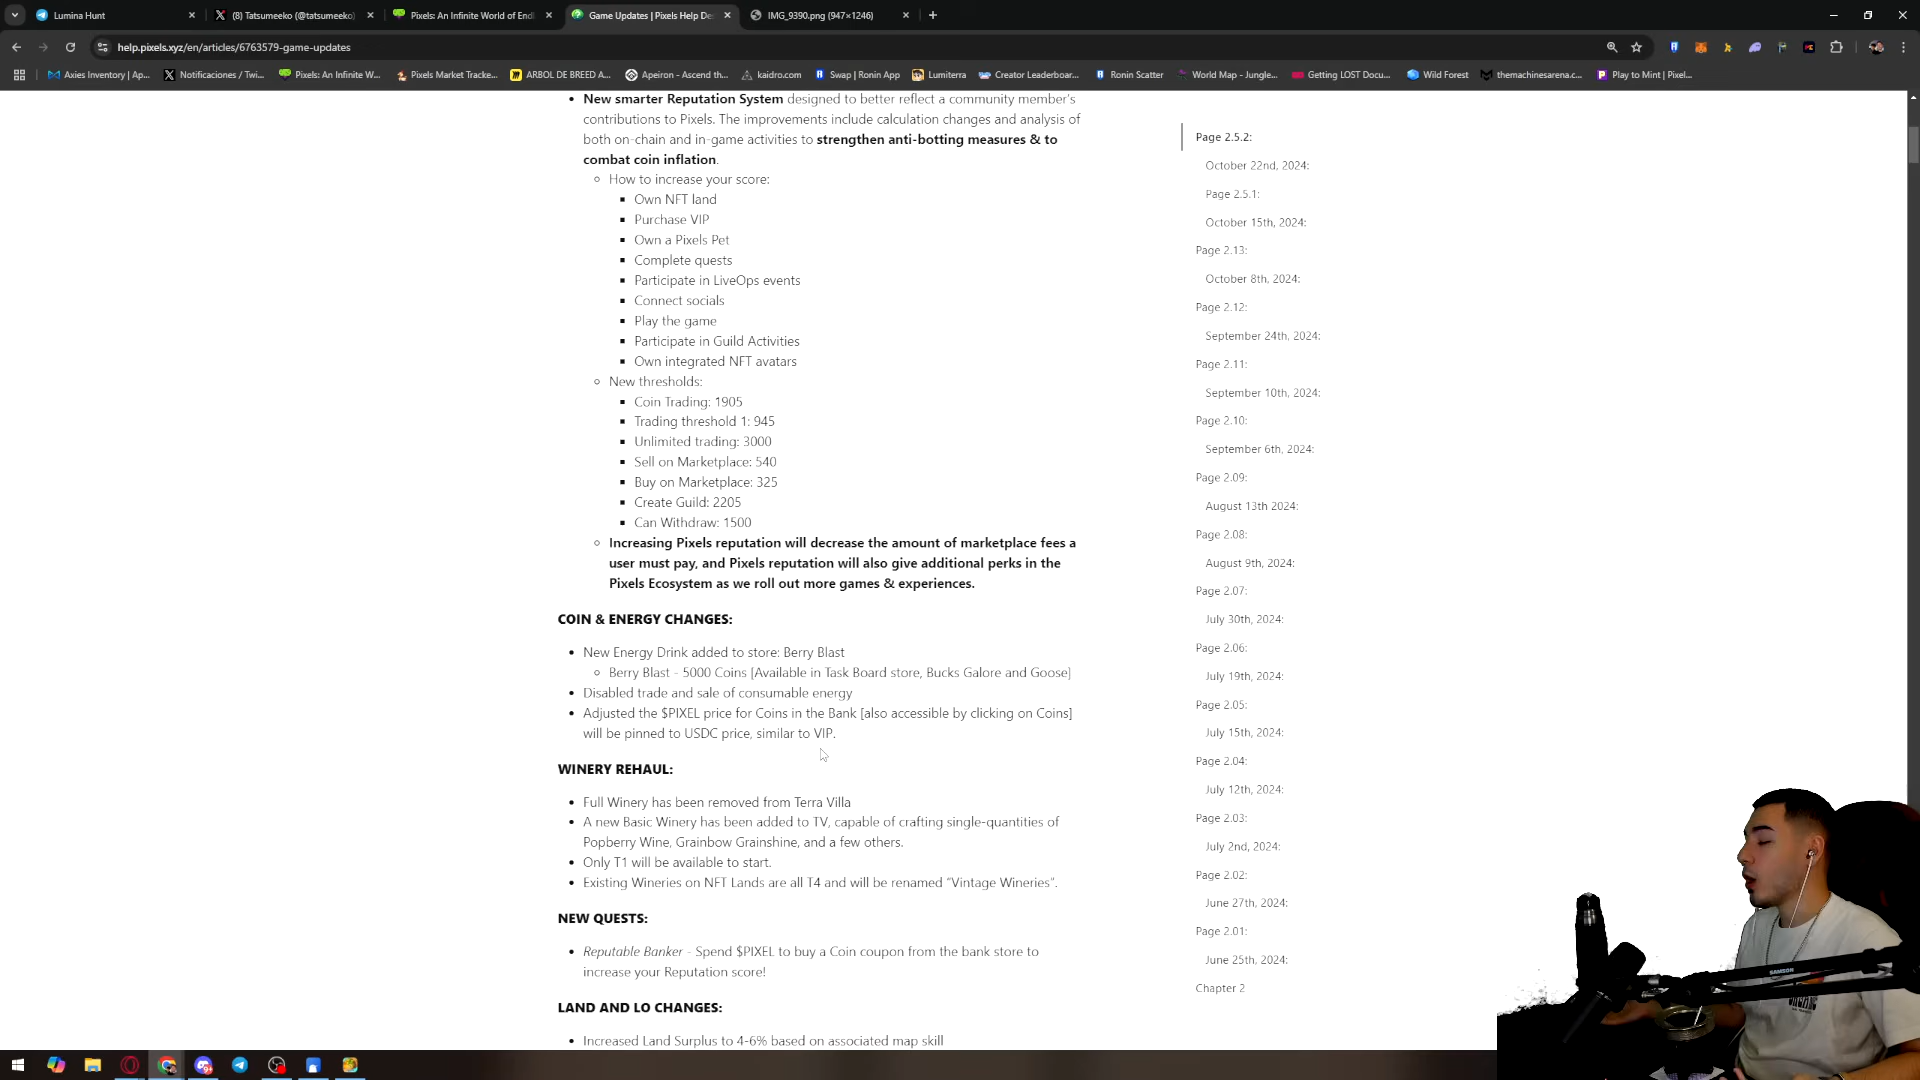 Lumina Hunt
(8) Tatsumeeko (@tatsumeeko)
Pixels: An Infinite World of Endl
Game Updates | Pixels Help De
IMG_9390.png (947×1246)
help.pixels.xyz/en/articles/6763579-game-updates
Axies Inventory | Ap...
Notificaciones / Twi...
Pixels: An Infinite W...
Pixels Market Tracke...
ARBOL DE BREED A...
Apeiron - Ascend th...
kaidro.com
Swap | Ronin App
Lumiterra
Creator Leaderboar...
Ronin Scatter
World Map - Jungle...
Getting LOST Docu...
Wild Forest
themachinesarena.c...
Play to Mint | Pixel...
• New smarter Reputation System designed to better reflect a community member's
contributions to Pixels. The improvements include calculation changes and analysis of
both on-chain and in-game activities to strengthen anti-botting measures & to
combat coin inflation.
How to increase your score:
Own NFT land
Purchase VIP
Own a Pixels Pet
Complete quests
Participate in LiveOps events
Connect socials
Play the game
Participate in Guild Activities
Own integrated NFT avatars
New thresholds:
Coin Trading: 1905
Trading threshold 1: 945
Unlimited trading: 3000
Sell on Marketplace: 540
Buy on Marketplace: 325
Create Guild: 2205
Can Withdraw: 1500
Increasing Pixels reputation will decrease the amount of marketplace fees a
user must pay, and Pixels reputation will also give additional perks in the
Pixels Ecosystem as we roll out more games & experiences.
COIN & ENERGY CHANGES:
• New Energy Drink added to store: Berry Blast
Berry Blast - 5000 Coins [Available in Task Board store, Bucks Galore and Goose]
• Disabled trade and sale of consumable energy
• Adjusted the $PIXEL price for Coins in the Bank [also accessible by clicking on Coins]
will be pinned to USDC price, similar to VIP.
WINERY REHAUL:
• Full Winery has been removed from Terra Villa
• A new Basic Winery has been added to TV, capable of crafting single-quantities of
Popberry Wine, Grainbow Grainshine, and a few others.
• Only T1 will be available to start.
• Existing Wineries on NFT Lands are all T4 and will be renamed “Vintage Wineries”.
NEW QUESTS:
• Reputable Banker - Spend $PIXEL to buy a Coin coupon from the bank store to
increase your Reputation score!
LAND AND LO CHANGES:
• Increased Land Surplus to 4-6% based on associated map skill
Page 2.5.2:
October 22nd, 2024:
Page 2.5.1:
October 15th, 2024:
Page 2.13:
October 8th, 2024:
Page 2.12:
September 24th, 2024:
Page 2.11:
September 10th, 2024:
Page 2.10:
September 6th, 2024:
Page 2.09:
August 13th 2024:
Page 2.08:
August 9th, 2024:
Page 2.07:
July 30th, 2024:
Page 2.06:
July 19th, 2024:
Page 2.05:
July 15th, 2024:
Page 2.04:
July 12th, 2024:
Page 2.03:
July 2nd, 2024:
Page 2.02:
June 27th, 2024:
Page 2.01:
June 25th, 2024:
Chapter 2
SAMSON